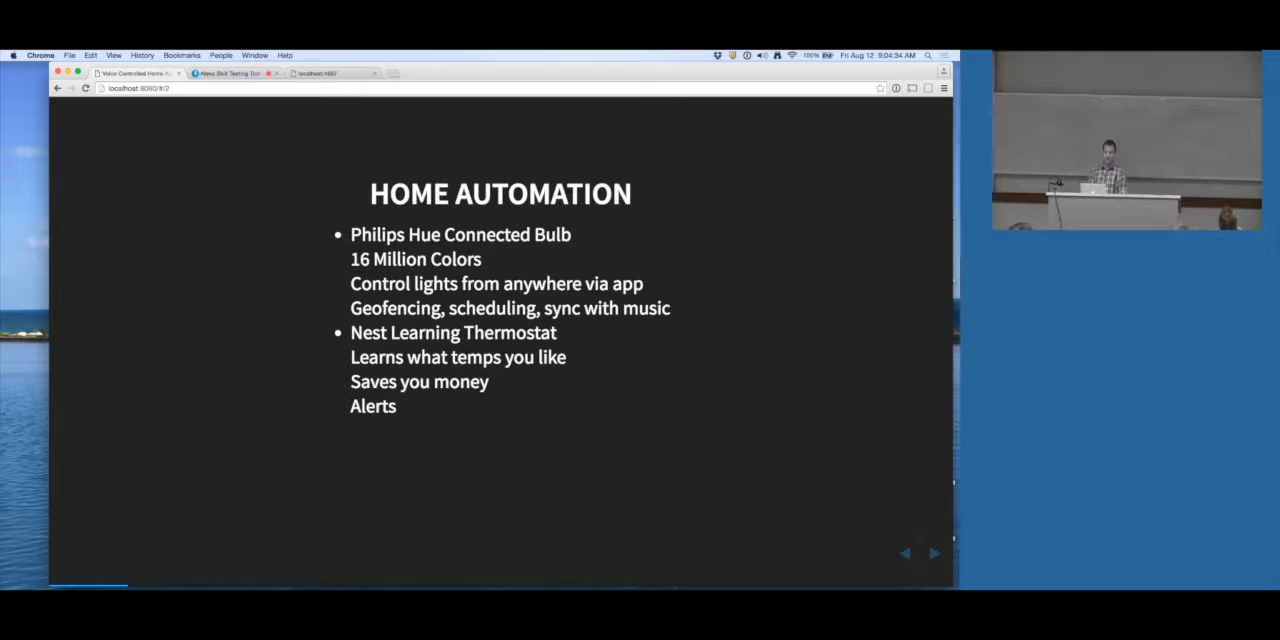 Chrome File Edit View History Bookmarks People Window Help
100% Fri Aug 12 9:04:34 AM
Voice Controlled Home Au
Alexa Skill Testing Tool
localhost:4567
localhost:8090/#/2
HOME AUTOMATION
Philips Hue Connected Bulb
16 Million Colors
Control lights from anywhere via app
Geofencing, scheduling, sync with music
Nest Learning Thermostat
Learns what temps you like
Saves you money
Alerts